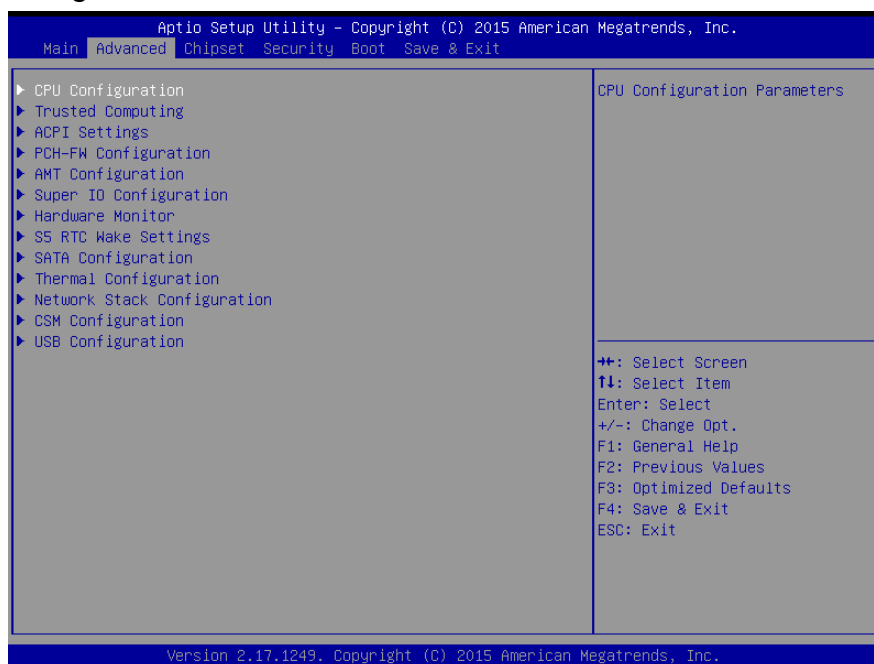 Aptio Setup Utility – Copyright (C) 2015 American Megatrends, Inc.
Main Advanced Chipset Security Boot Save & Exit
CPU Configuration
Trusted Computing
ACPI Settings
PCH-FW Configuration
AMT Configuration
Super IO Configuration
Hardware Monitor
S5 RTC Wake Settings
SATA Configuration
Thermal Configuration
Network Stack Configuration
CSM Configuration
USB Configuration
CPU Configuration Parameters
→←: Select Screen
↑↓: Select Item
Enter: Select
+/-: Change Opt.
F1: General Help
F2: Previous Values
F3: Optimized Defaults
F4: Save & Exit
ESC: Exit
Version 2.17.1249. Copyright (C) 2015 American Megatrends, Inc.